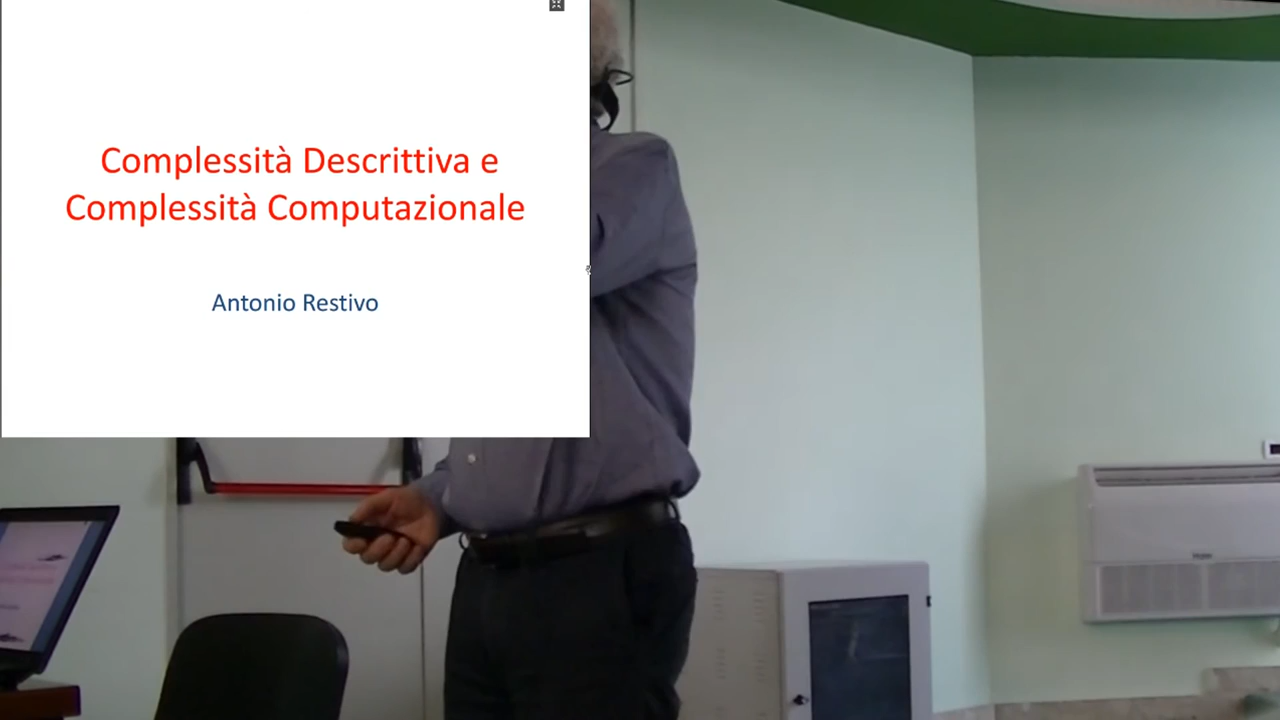 Complessità Descrittiva e
Complessità Computazionale
Antonio Restivo